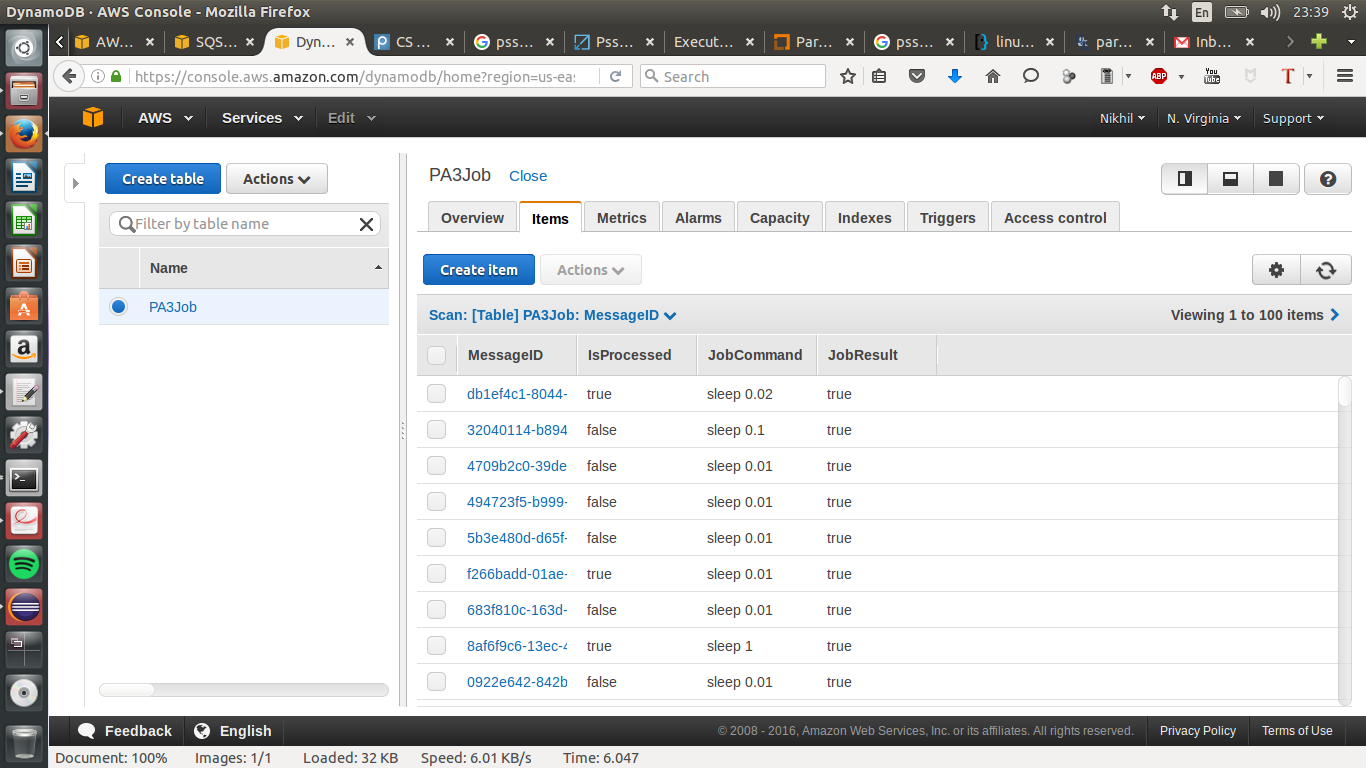 DynamoDB · AWS Console - Mozilla Firefox
En
23:39
AW...
SQS...
Dyn...
CS ...
pss...
Pss...
Execut...
Par...
pss...
linu...
par...
Inb...
https://console.aws.amazon.com/dynamodb/home?region=us-eas
Search
ABP
You Tube
T
AWS
Services
Edit
Nikhil
N. Virginia
Support
Create table
Actions
Filter by table name
Name
PA3Job
PA3Job
Close
Overview
Items
Metrics
Alarms
Capacity
Indexes
Triggers
Access control
Create item
Actions
Scan: [Table] PA3Job: MessageID
Viewing 1 to 100 items
MessageID IsProcessed JobCommand JobResult
db1ef4c1-8044- true sleep 0.02 true
32040114-b894 false sleep 0.1 true
4709b2c0-39de false sleep 0.01 true
494723f5-b999- false sleep 0.01 true
5b3e480d-d65f- false sleep 0.01 true
f266badd-01ae- true sleep 0.01 true
683f810c-163d- false sleep 0.01 true
8af6f9c6-13ec-4 true sleep 1 true
0922e642-842b false sleep 0.01 true
Feedback
English
© 2008 - 2016, Amazon Web Services, Inc. or its affiliates. All rights reserved.
Privacy Policy
Terms of Use
Document: 100% Images: 1/1 Loaded: 32 KB Speed: 6.01 KB/s Time: 6.047